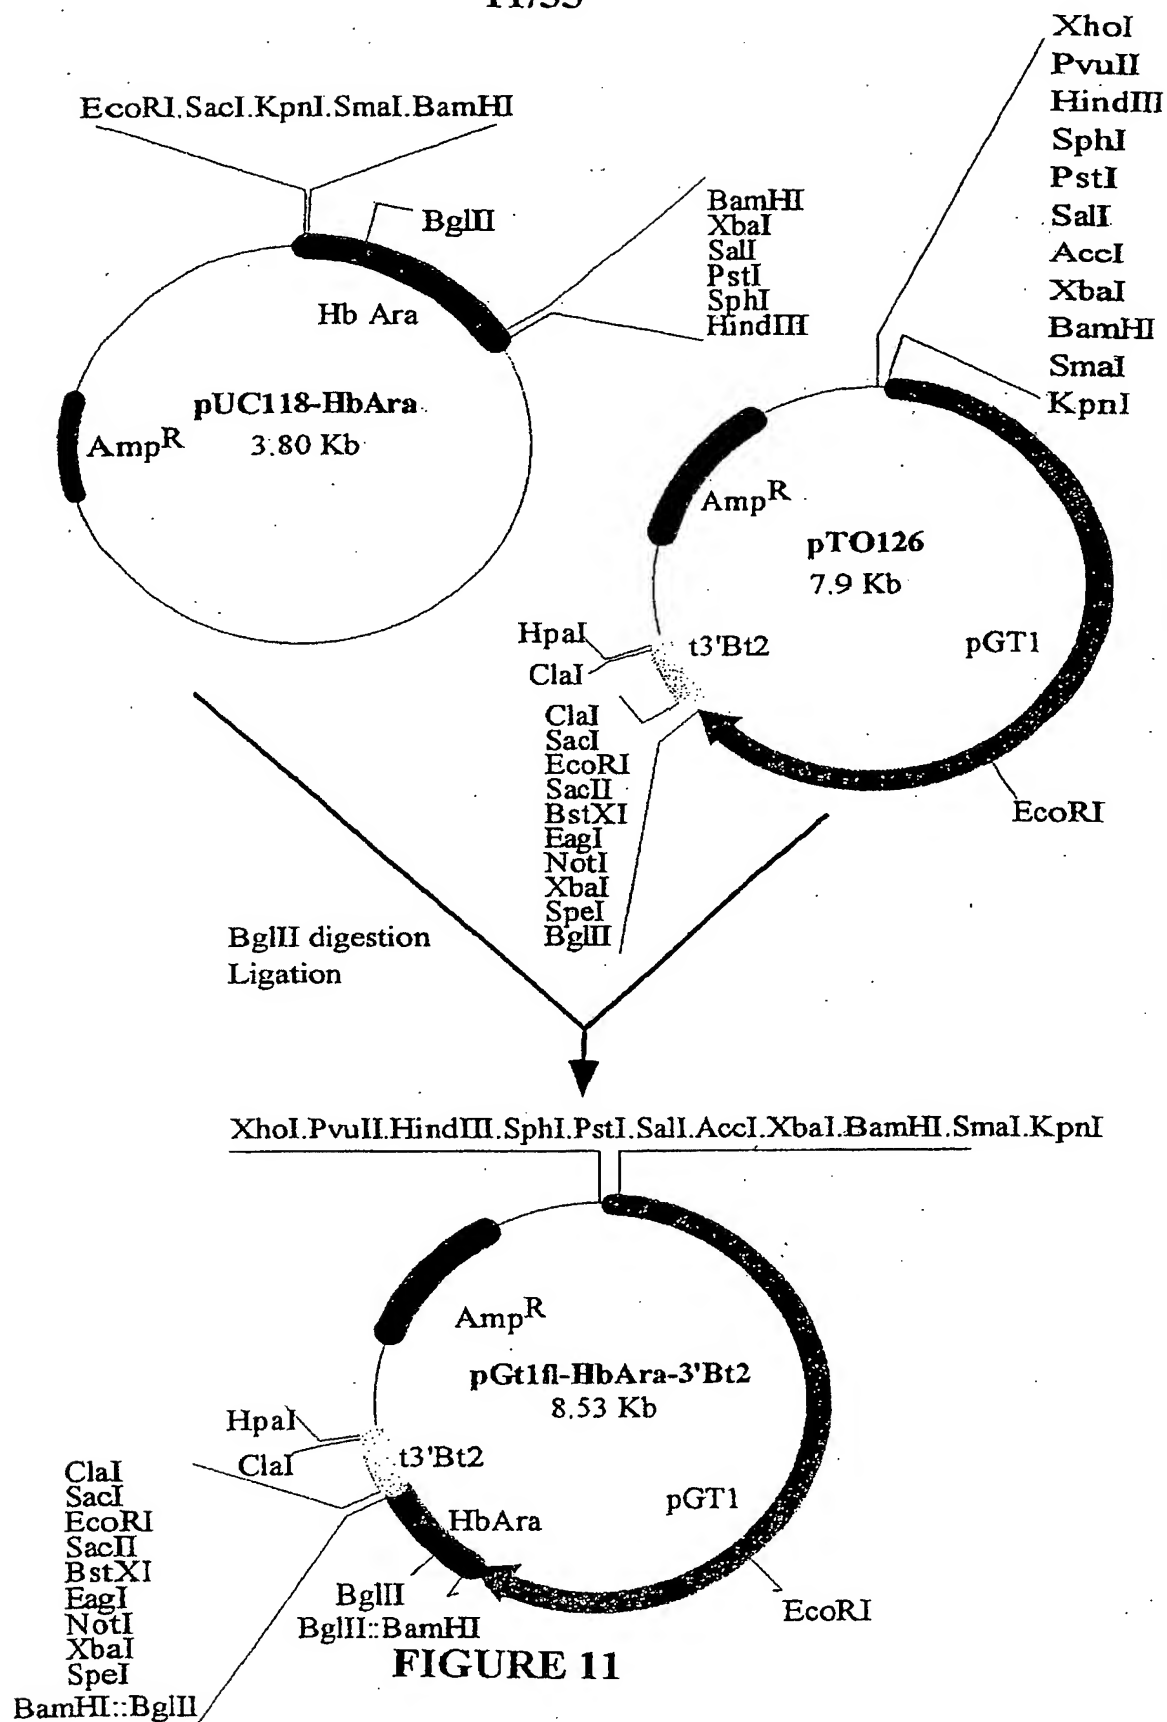 11/33
EcoRI.SacI.KpnI.SmaI.BamHI
BglII
Hb Ara
pUC118-HbAra
3.80 Kb
AmpR
BamHI
XbaI
SalI
PstI
SphI
HindIII
XhoI
PvuII
HindIII
SphI
PstI
SalI
AccI
XbaI
BamHI
SmaI
KpnI
AmpR
pTO126
7.9 Kb
pGT1
HpaI
ClaI
t3'Bt2
ClaI
SacI
EcoRI
SacII
BstXI
EagI
NotI
XbaI
SpeI
BglII
EcoRI
BglII digestion
Ligation
XhoI.PvuII.HindIII.SphI.PstI.SalI.AccI.XbaI.BamHI.SmaI.KpnI
AmpR
pGt1fl-HbAra-3'Bt2
8.53 Kb
HpaI
ClaI
t3'Bt2
pGT1
HbAra
ClaI
SacI
EcoRI
SacII
BstXI
EagI
NotI
XbaI
SpeI
BamHI::BglII
BglII
BglII::BamHI
EcoRI
FIGURE 11